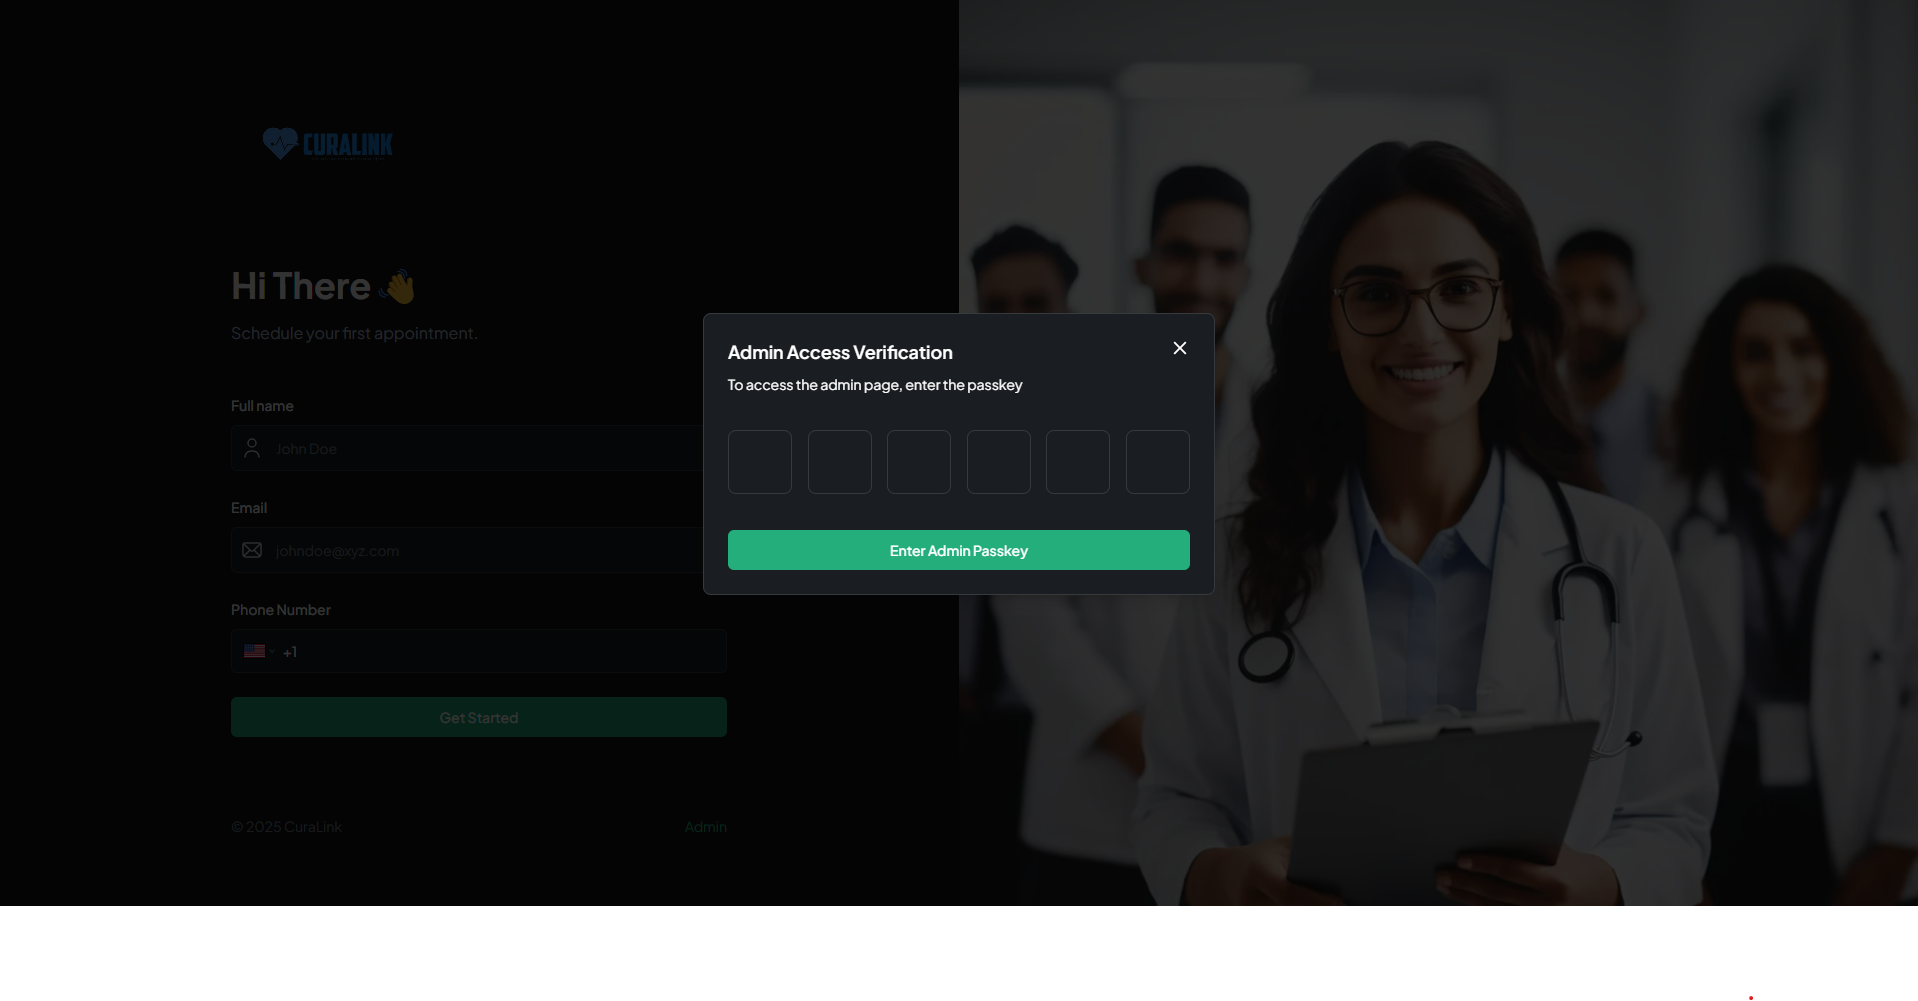 CURALINK
Hi There 👋
Schedule your first appointment.
Full name
John Doe
Email
johndoe@xyz.com
Phone Number
+1
Get Started
© 2025 CuraLink
Admin
Admin Access Verification
To access the admin page, enter the passkey
Enter Admin Passkey